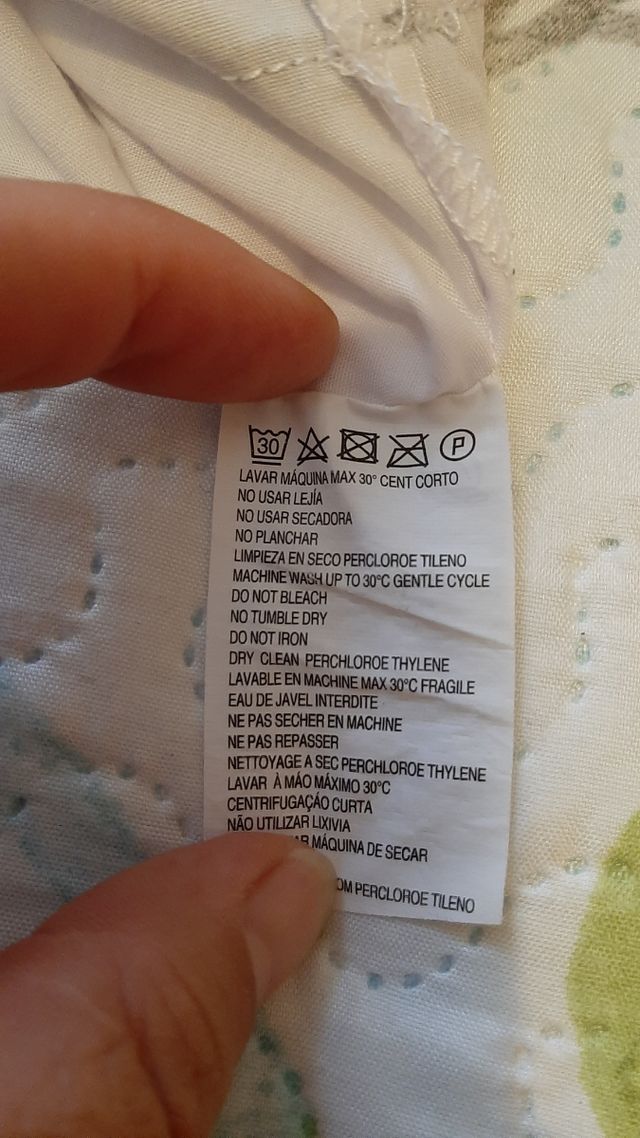 30 P
LAVAR MÁQUINA MAX 30° CENT CORTO
NO USAR LEJÍA
NO USAR SECADORA
NO PLANCHAR
LIMPIEZA EN SECO PERCLOROE TILENO
MACHINE WASH UP TO 30°C GENTLE CYCLE
DO NOT BLEACH
NO TUMBLE DRY
DO NOT IRON
DRY CLEAN PERCHLOROE THYLENE
LAVABLE EN MACHINE MAX 30°C FRAGILE
EAU DE JAVEL INTERDITE
NE PAS SECHER EN MACHINE
NE PAS REPASSER
NETTOYAGE A SEC PERCHLOROE THYLENE
LAVAR À MÁO MÁXIMO 30°C
CENTRIFUGAÇÁO CURTA
NÃO UTILIZAR LIXIVIA
MÁQUINA DE SECAR
PERCLOROE TILENO